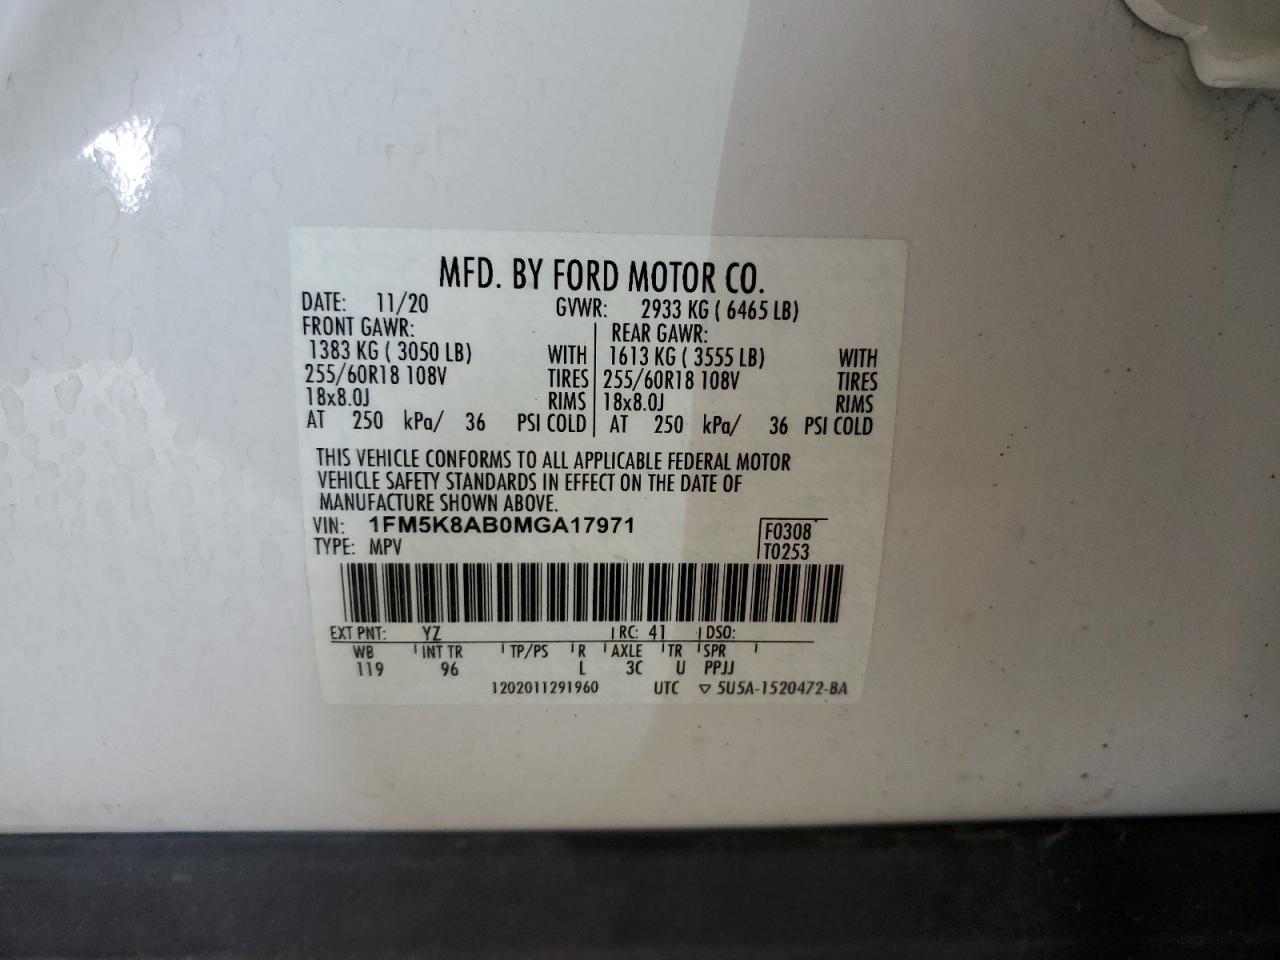 MFD. BY FORD MOTOR CO.
DATE: 11/20 GVWR: 2933 KG ( 6465 LB)
FRONT GAWR: REAR GAWR:
1383 KG ( 3050 LB) WITH 1613 KG ( 3555 LB) WITH
255/60R18 108V TIRES 255/60R18 108V TIRES
18x8.0J RIMS 18x8.0J RIMS
AT 250 kPa/ 36 PSI COLD AT 250 kPa/ 36 PSI COLD
THIS VEHICLE CONFORMS TO ALL APPLICABLE FEDERAL MOTOR
VEHICLE SAFETY STANDARDS IN EFFECT ON THE DATE OF
MANUFACTURE SHOWN ABOVE.
VIN: 1FM5K8AB0MGA17971 F0308
TYPE: MPV T0253
EXT PNT: YZ RC: 41 DSO:
WB INT TR TP/PS R AXLE TR SPR
119 96 L 3C U PPJJ
1202011291960 UTC ▽ 5U5A-1520472-BA